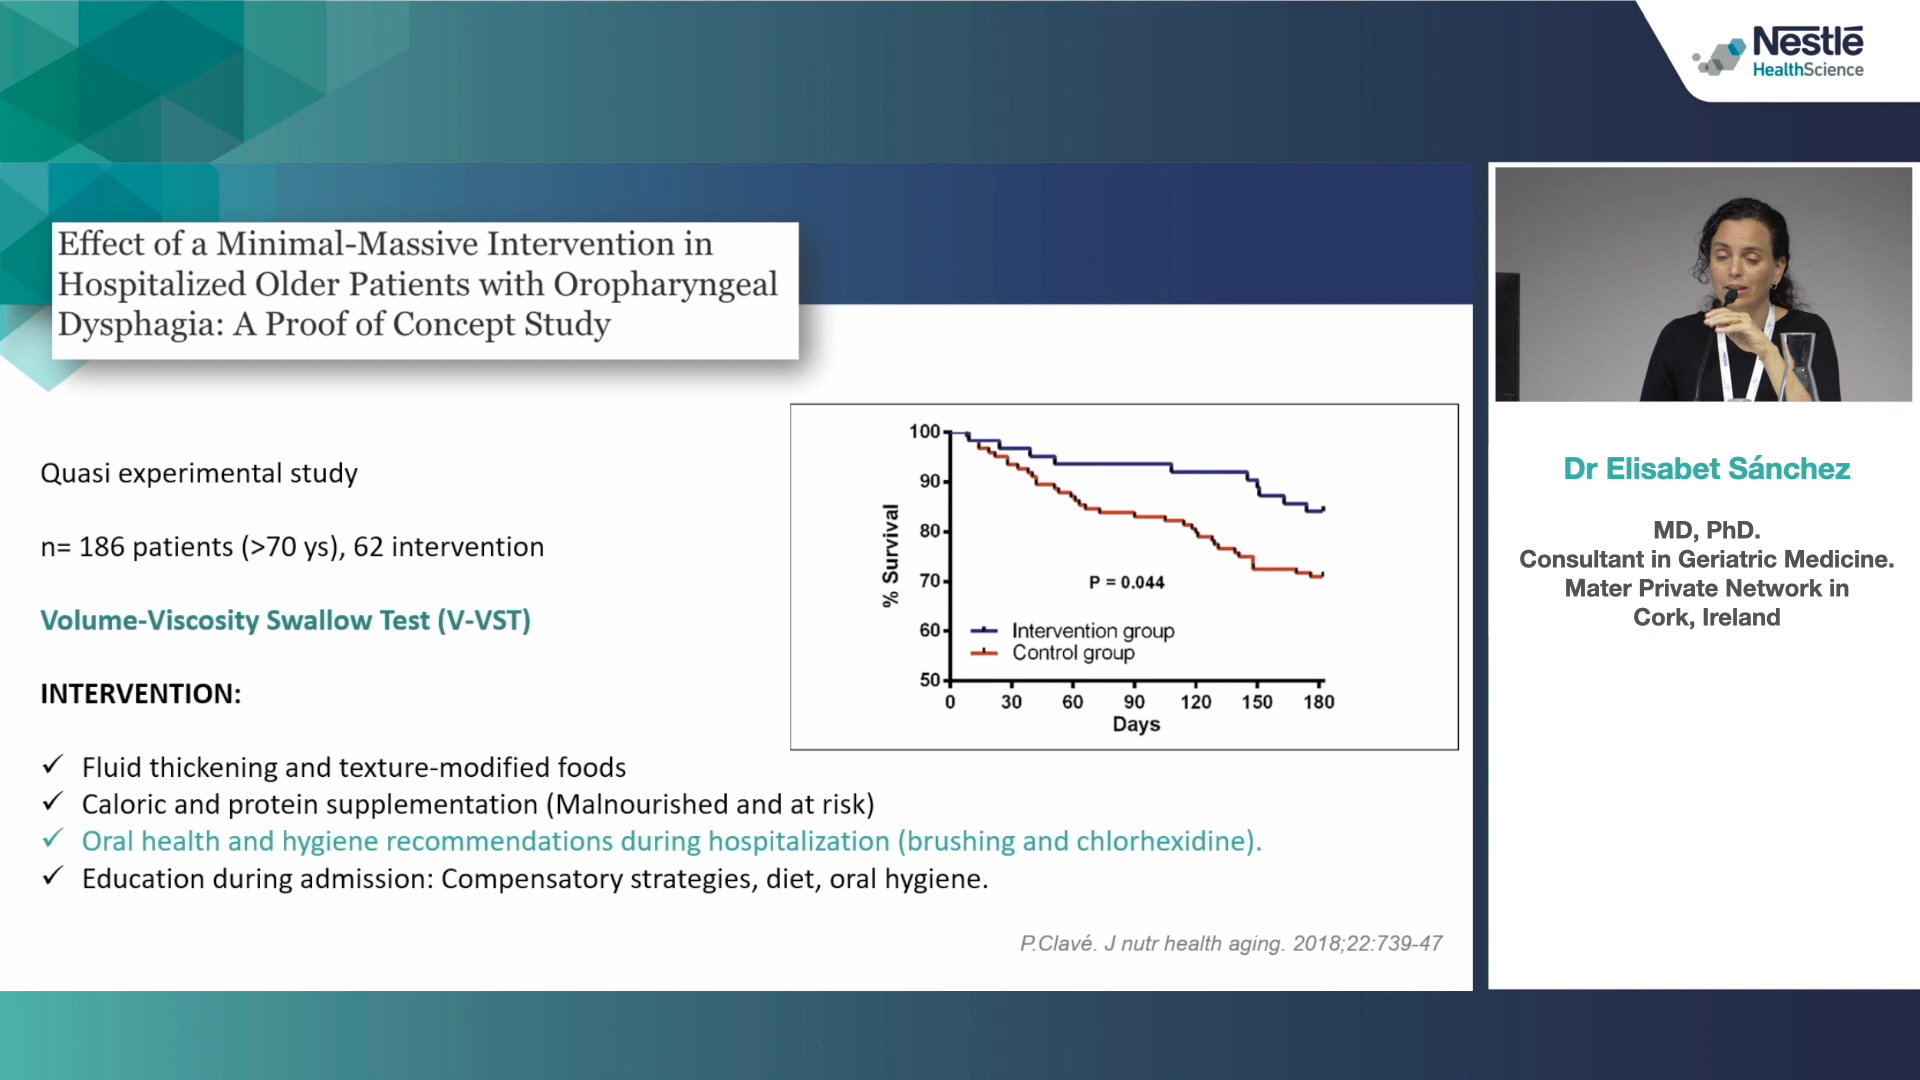 Nestlé
HealthScience
Effect of a Minimal-Massive Intervention in
Hospitalized Older Patients with Oropharyngeal
Dysphagia: A Proof of Concept Study
Quasi experimental study
n= 186 patients (>70 ys), 62 intervention
Volume-Viscosity Swallow Test (V-VST)
INTERVENTION:
✓ Fluid thickening and texture-modified foods
✓ Caloric and protein supplementation (Malnourished and at risk)
✓ Oral health and hygiene recommendations during hospitalization (brushing and chlorhexidine).
✓ Education during admission: Compensatory strategies, diet, oral hygiene.
% Survival
100
90
80
70
60
50
P = 0.044
Intervention group
Control group
0 30 60 90 120 150 180
Days
P.Clavé. J nutr health aging. 2018;22:739-47
Dr Elisabet Sánchez
MD, PhD.
Consultant in Geriatric Medicine.
Mater Private Network in
Cork, Ireland